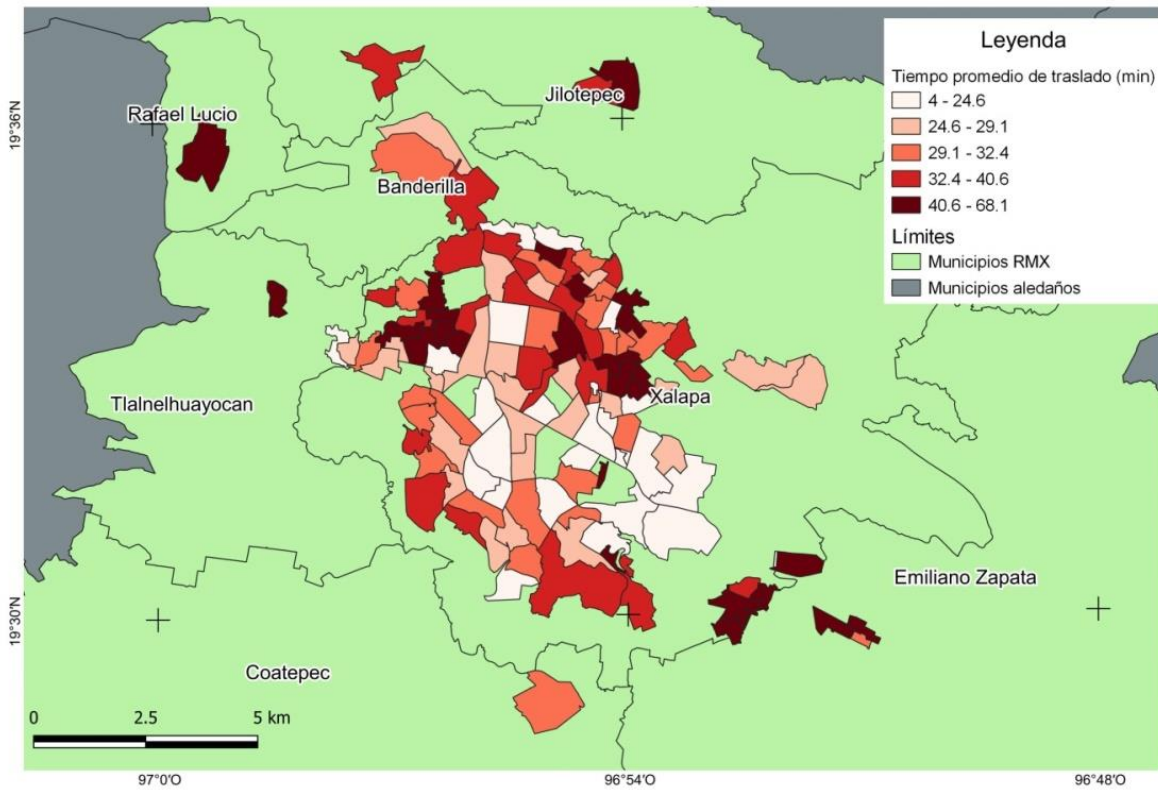 Leyenda
Tiempo promedio de traslado (min)
4 - 24.6
24.6 - 29.1
29.1 - 32.4
32.4 - 40.6
40.6 - 68.1
Límites
Municipios RMX
Municipios aledaños
19°36'N
Rafael Lucio
Jilotepec
Banderilla
Tlalnelhuayocan
Xalapa
Emiliano Zapata
19°30'N
Coatepec
0 2.5 5 km
97°0'O 96°54'O 96°48'O